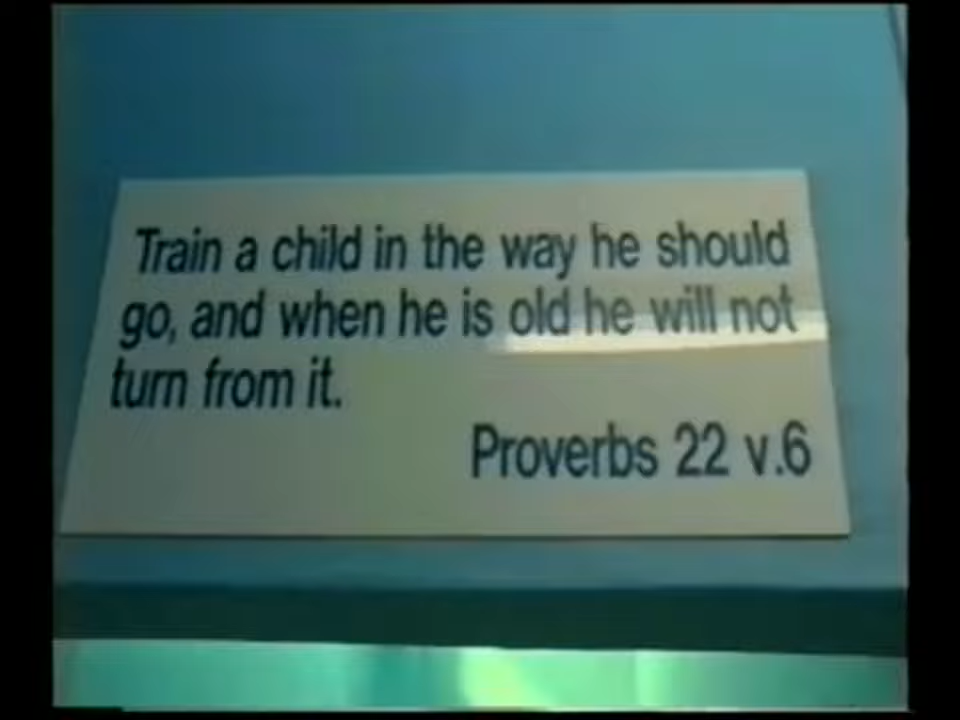 Train a child in the way he should
go, and when he is old he will not
turn from it.
Proverbs 22 v.6